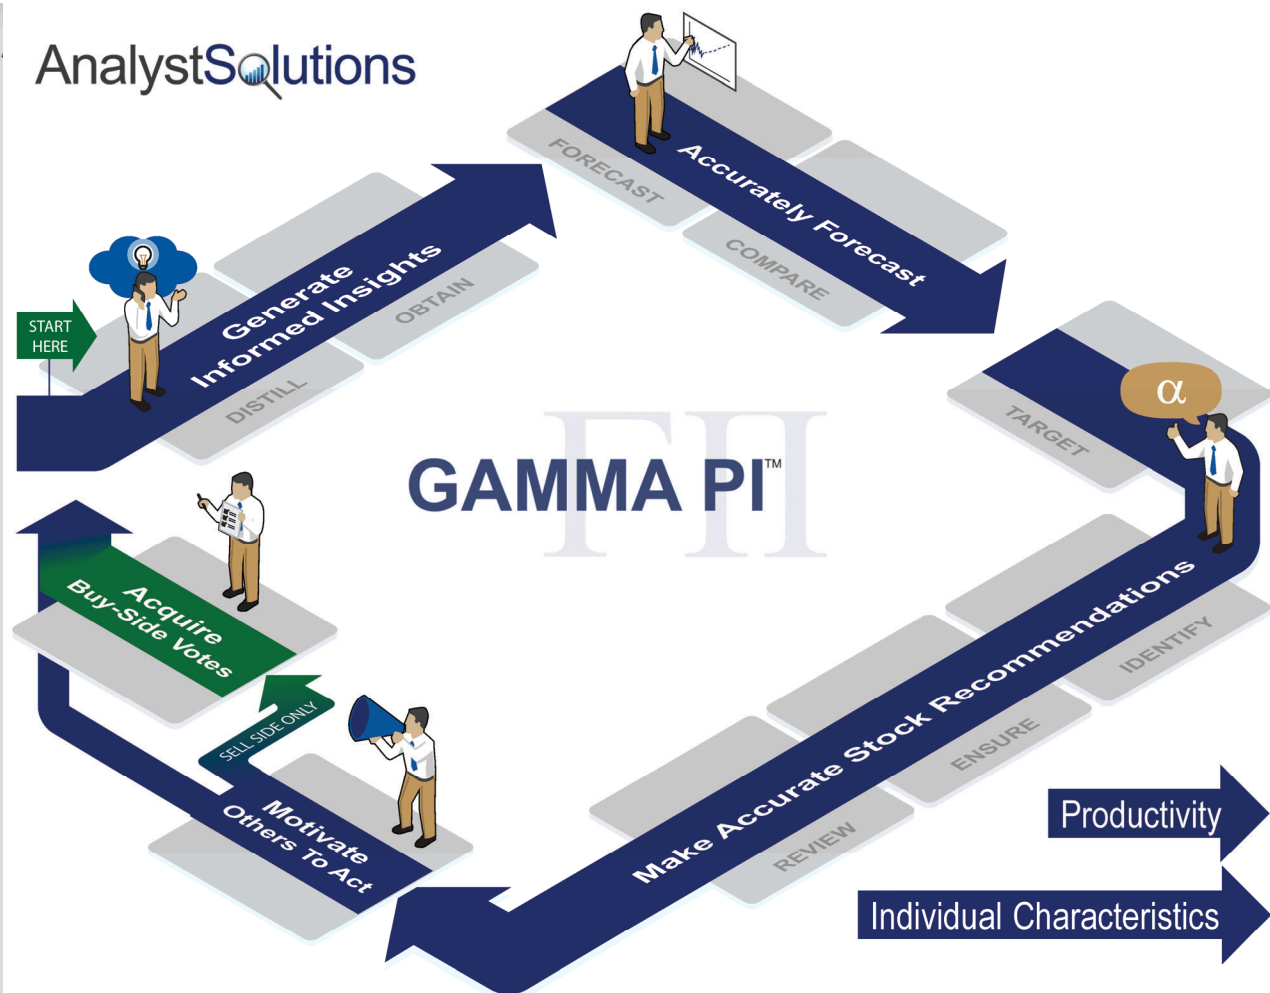 AnalystSolutions
START
HERE
Generate
Informed Insights
DISTILL
OBTAIN
Accurately Forecast
FORECAST
COMPARE
TARGET
α
Make Accurate Stock Recommendations
IDENTIFY
ENSURE
REVIEW
Motivate
Others To Act
SELL SIDE ONLY
Acquire
Buy-Side Votes
ΓΠ
GAMMA PI™
Productivity
Individual Characteristics